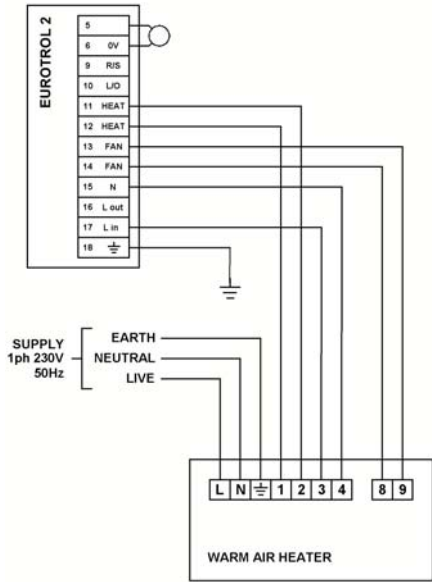 EUROTROL 2
5
6 0V
9 R/S
10 L/O
11 HEAT
12 HEAT
13 FAN
14 FAN
15 N
16 L out
17 L in
18
SUPPLY
1ph 230V
50Hz
EARTH
NEUTRAL
LIVE
L N 1 2 3 4 8 9
WARM AIR HEATER